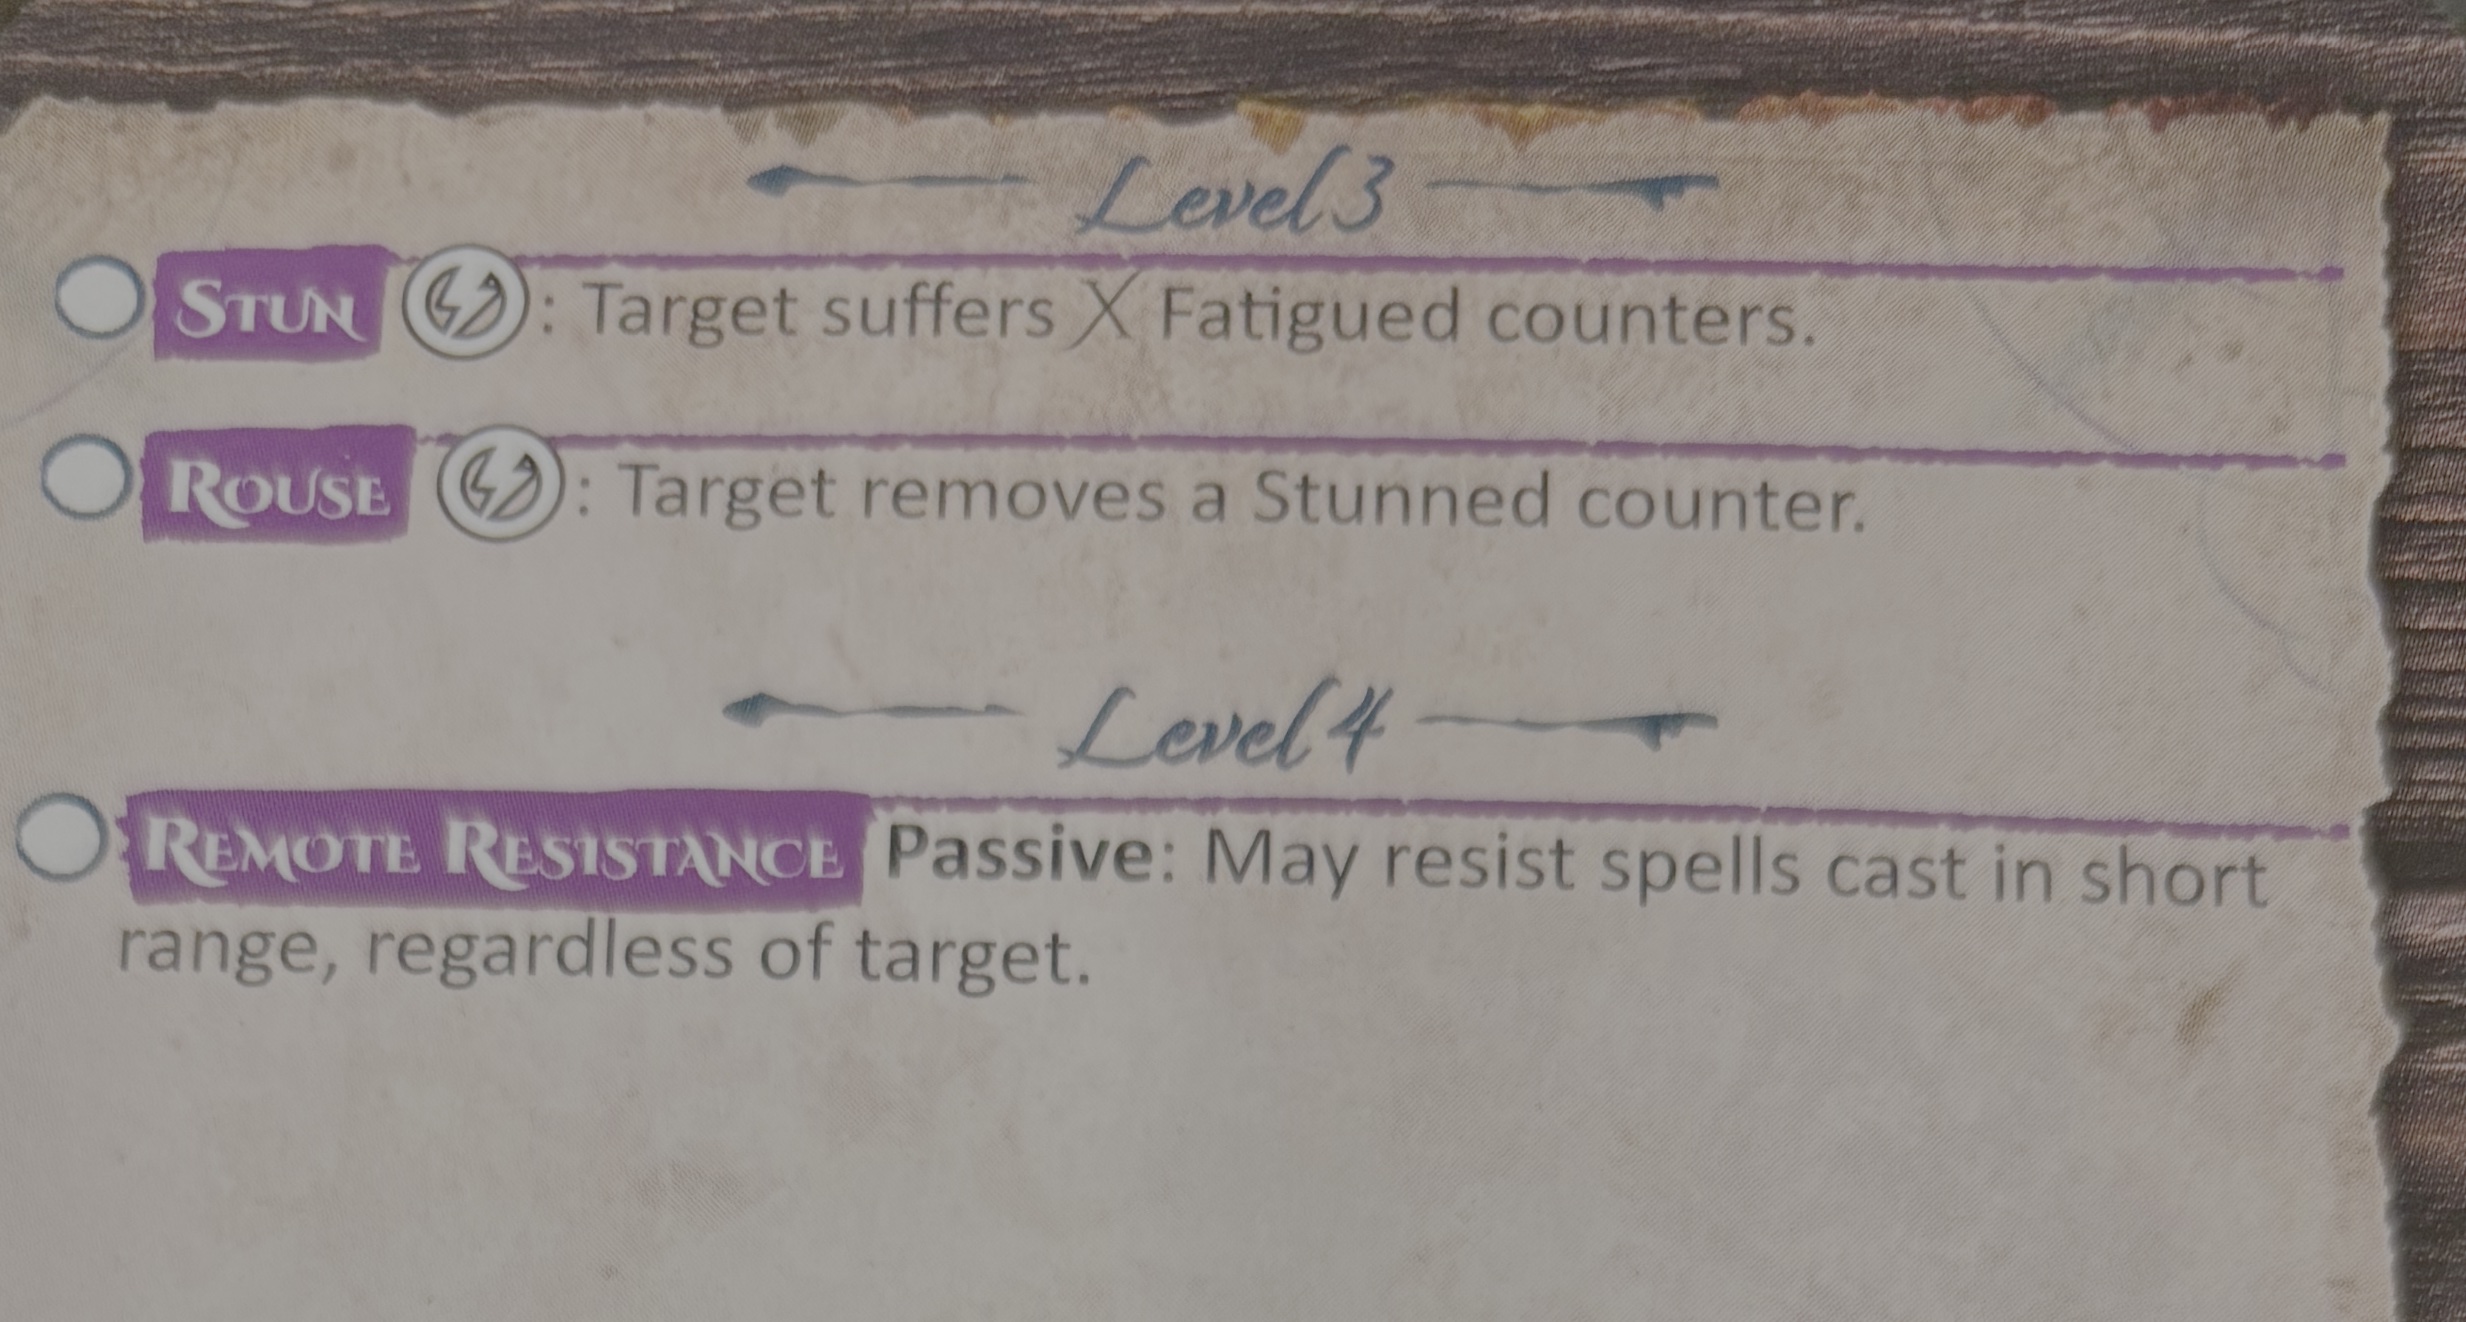 Level 3
STUN : Target suffers X Fatigued counters.
ROUSE : Target removes a Stunned counter.
Level 4
REMOTE RESISTANCE Passive: May resist spells cast in short
range, regardless of target.